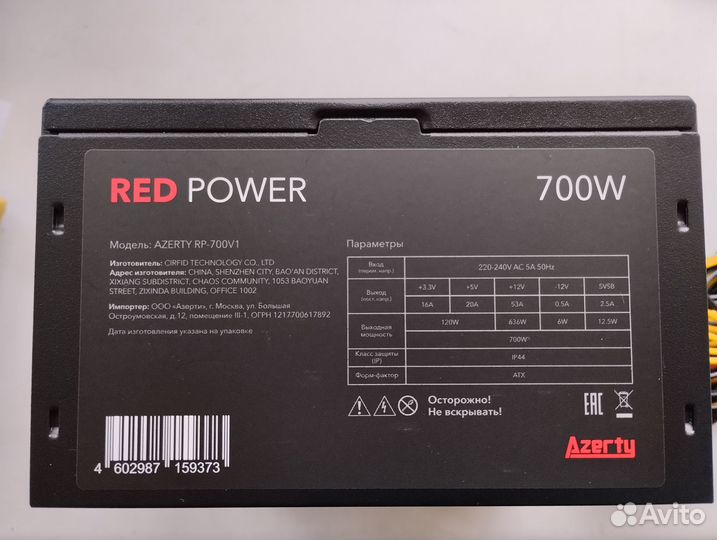 RED POWER
700W
Модель: AZERTY RP-700V1
Изготовитель: CIRFID TECHNOLOGY CO., LTD
Адрес изготовителя: CHINA, SHENZHEN CITY, BAO'AN DISTRICT,
XIXIANG SUBDISTRICT, CHAOS COMMUNITY, 1053 BAOYUAN
STREET, ZIXINDA BUILDING, OFFICE 1002
Импортер: ООО «Азерти», г. Москва, ул. Большая
Остроумовская, д.12, помещение III-1, ОГРН 1217700617892
Дата изготовления указана на упаковке
Параметры
Вход
(перем. напр.)
220-240V AC 5A 50Hz
Выход
(пост. напр.)
+3.3V +5V +12V -12V 5VSB
16A 20A 53A 0.5A 2.5A
Выходная
мощность
120W 636W 6W 12.5W
700W
Класс защиты
(IP)
IP44
Форм-фактор
ATX
Осторожно!
Не вскрывать!
EAC
Azerty
4 602987 159373
Avito